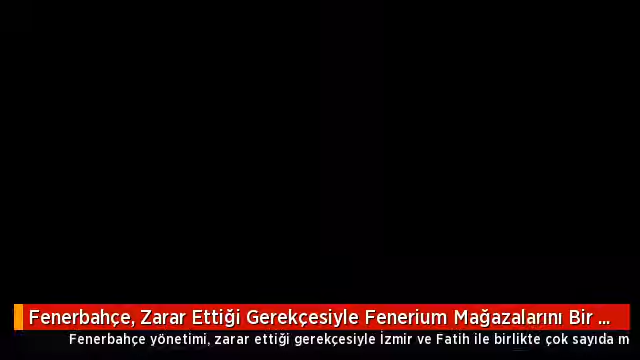 Fenerbahçe, Zarar Ettiği Gerekçesiyle Fenerium Mağazalarını Bir ...
Fenerbahçe yönetimi, zarar ettiği gerekçesiyle İzmir ve Fatih ile birlikte çok sayıda m